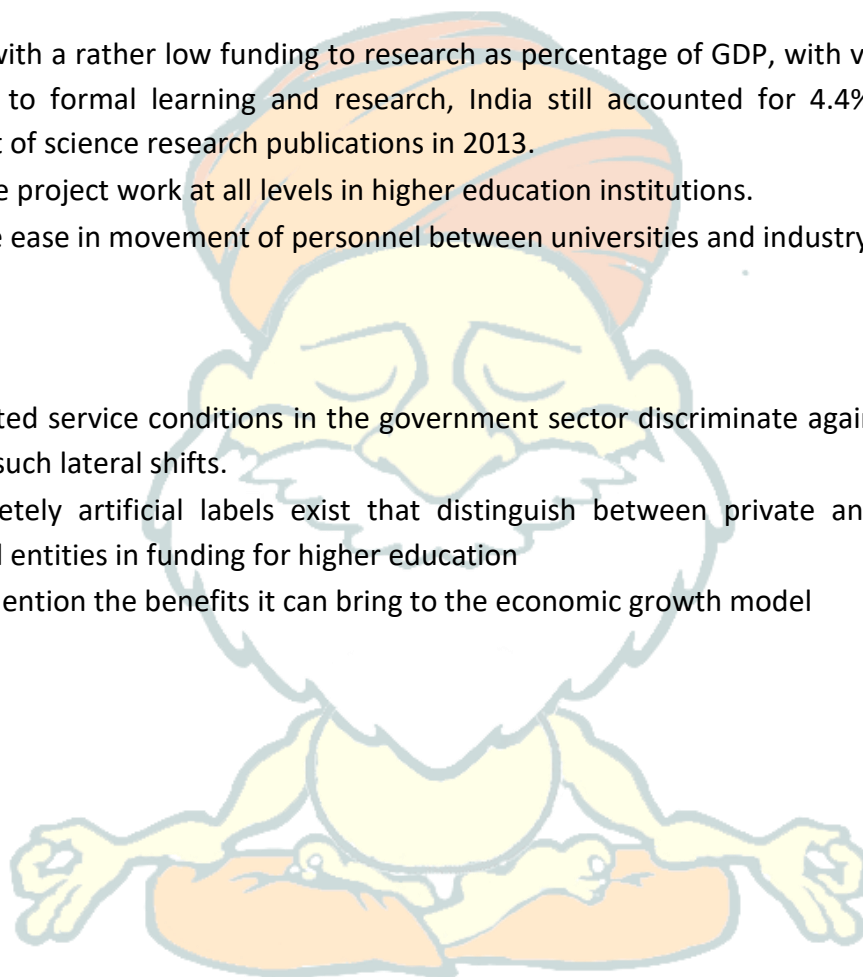 with a rather low funding to research as percentage of GDP, with v
to formal learning and research, India still accounted for 4.4%
of science research publications in 2013.
e project work at all levels in higher education institutions.
e ease in movement of personnel between universities and industry
ted service conditions in the government sector discriminate agai
such lateral shifts.
etely artificial labels exist that distinguish between private an
entities in funding for higher education
ention the benefits it can bring to the economic growth model